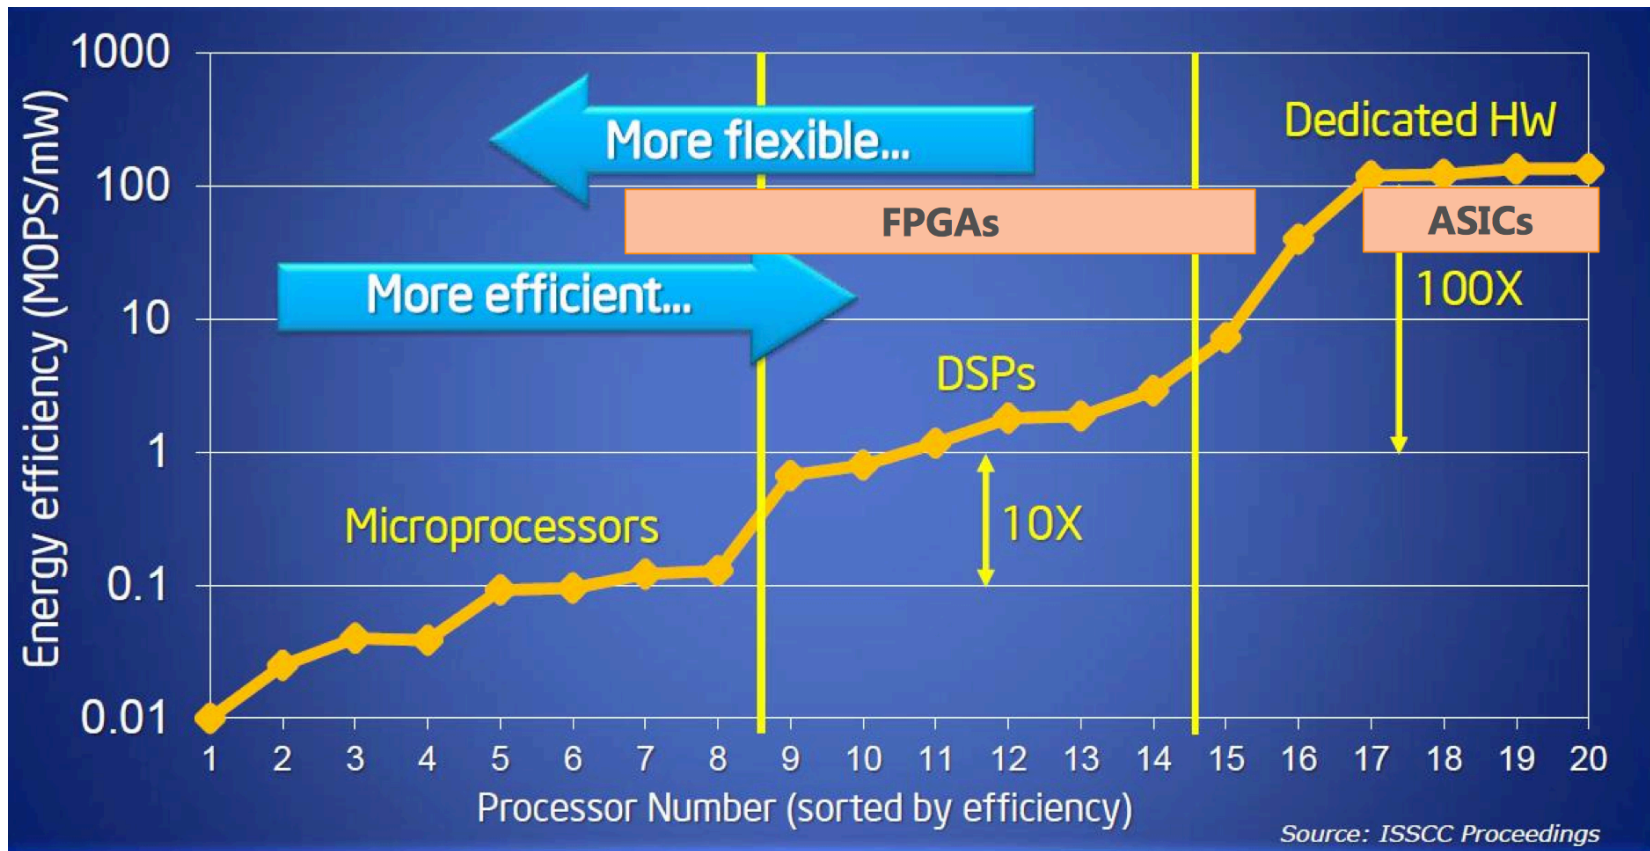 Energy efficiency (MOPS/mW)
1000
100
10
1
0.1
0.01
More flexible...
Dedicated HW
FPGAs
ASICs
More efficient...
100X
DSPs
Microprocessors
10X
1 2 3 4 5 6 7 8 9 10 11 12 13 14 15 16 17 18 19 20
Processor Number (sorted by efficiency)
Source: ISSCC Proceedings